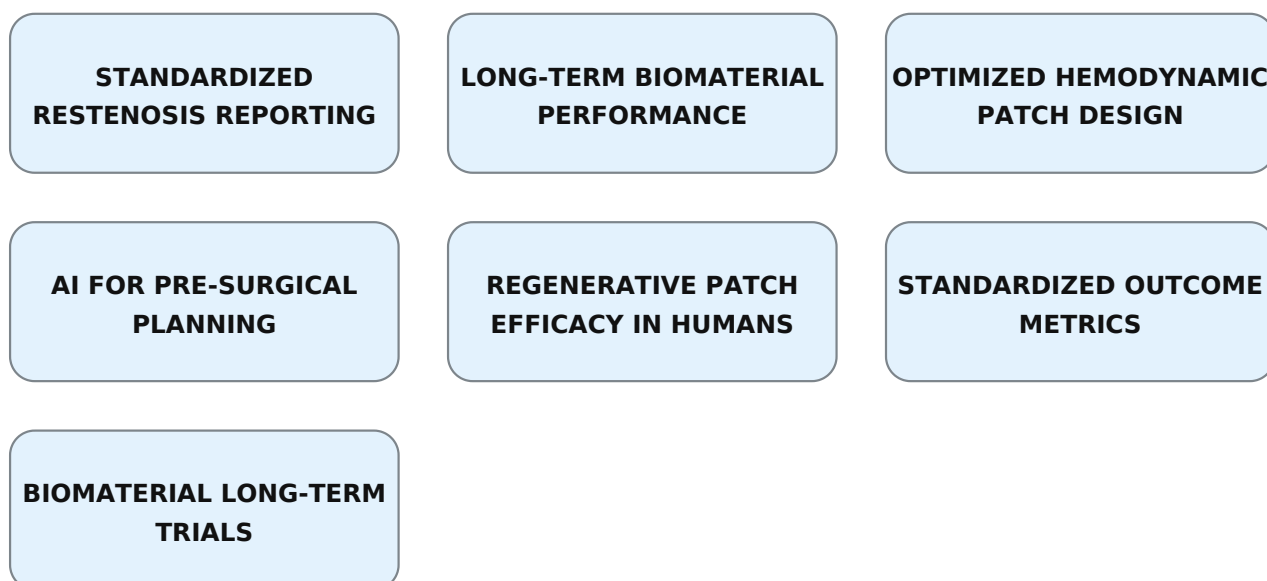 STANDARDIZED
RESTENOSIS REPORTING
LONG-TERM BIOMATERIAL
PERFORMANCE
OPTIMIZED HEMODYNAMIC
PATCH DESIGN
AI FOR PRE-SURGICAL
PLANNING
REGENERATIVE PATCH
EFFICACY IN HUMANS
STANDARDIZED OUTCOME
METRICS
BIOMATERIAL LONG-TERM
TRIALS